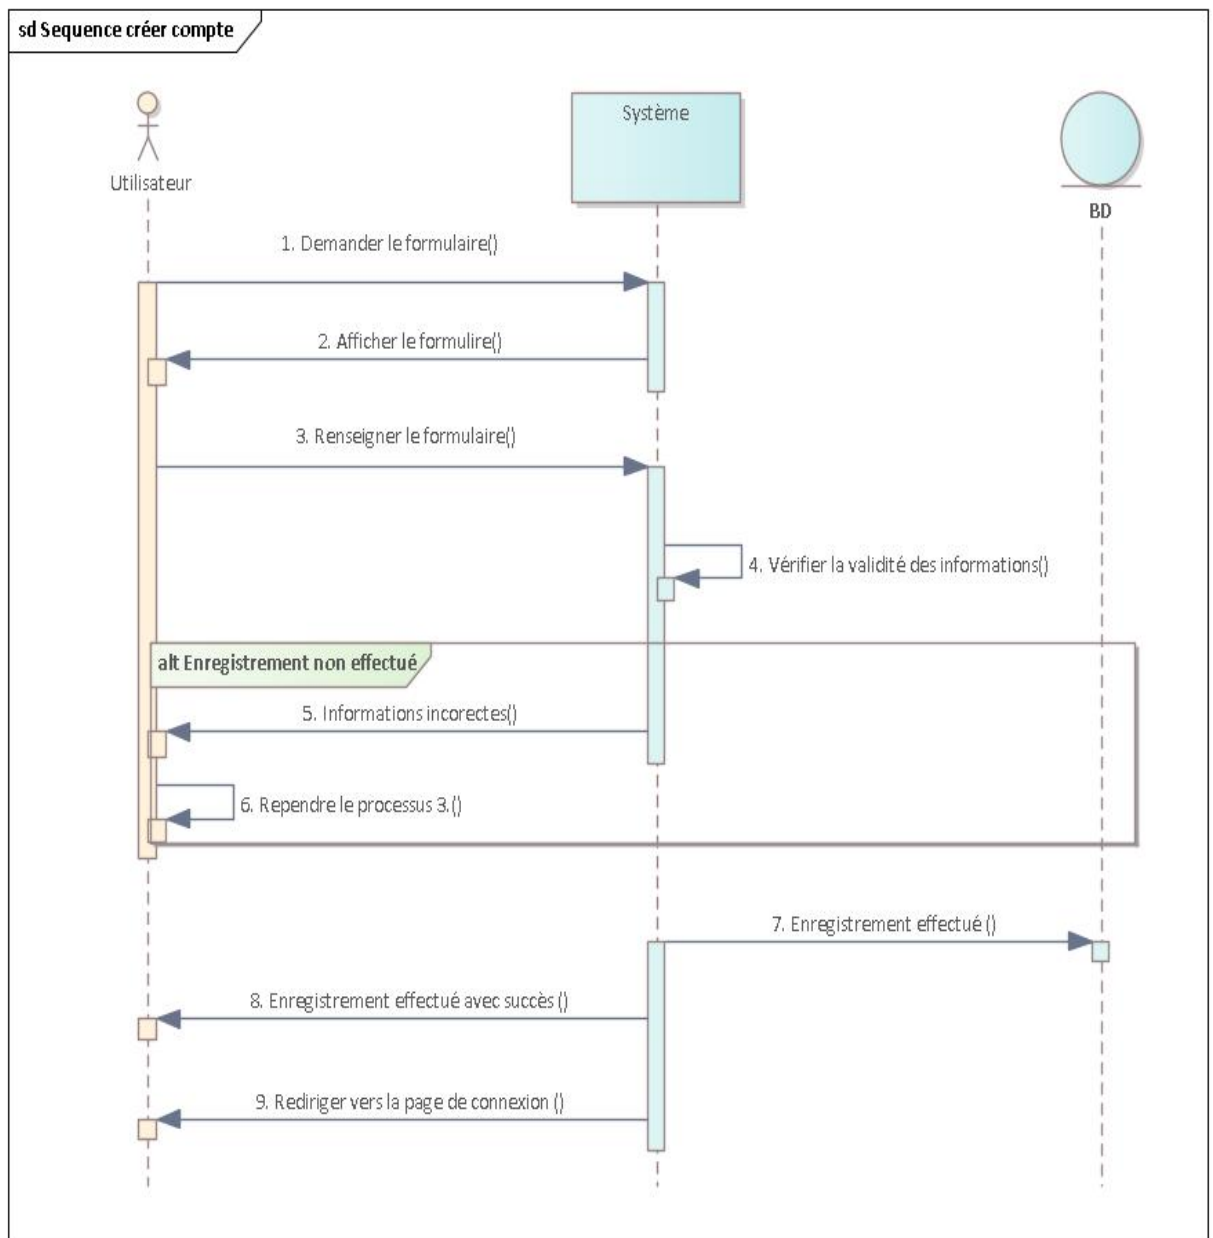 sd Sequence créer compte
Utilisateur
Système
BD
1. Demander le formulaire()
2. Afficher le formulire()
3. Renseigner le formulaire()
4. Vérifier la validité des informations()
alt Enregistrement non effectué
5. Informations incorectes()
6. Rependre le processus 3.()
7. Enregistrement effectué ()
8. Enregistrement effectué avec succès ()
9. Rediriger vers la page de connexion ()